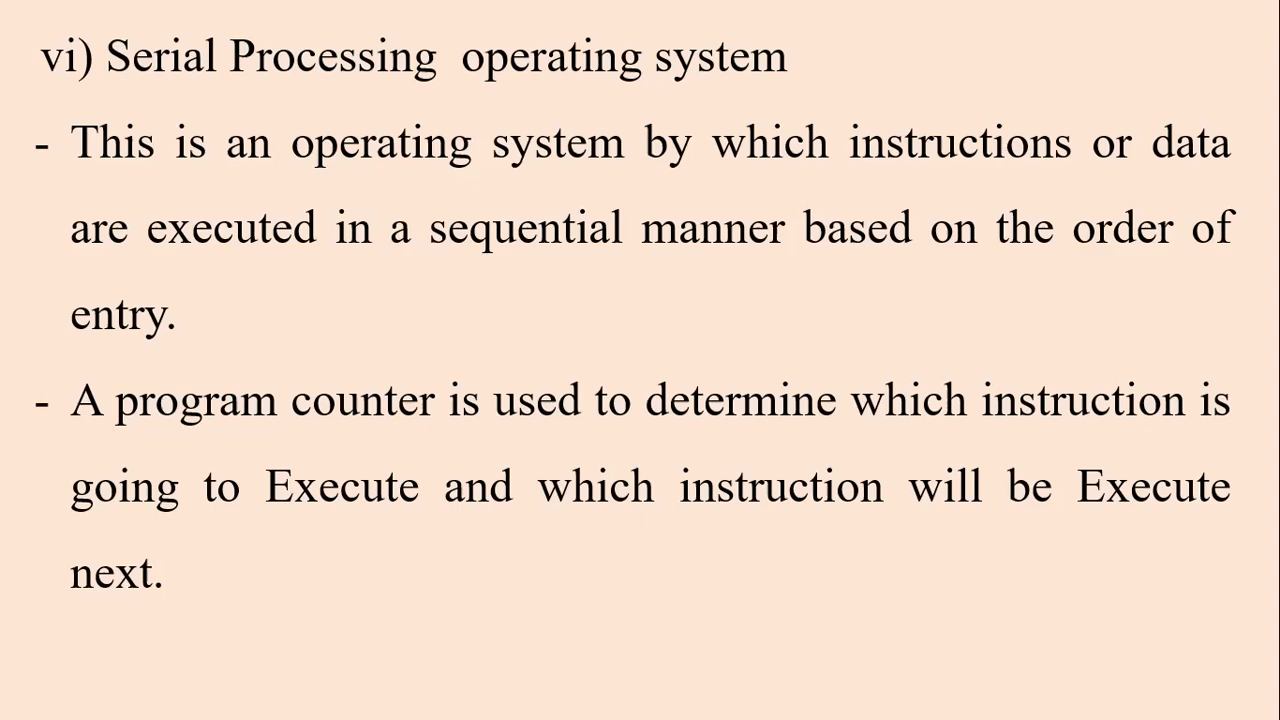 vi) Serial Processing  operating system
- This is an operating system by which instructions or data
are executed in a sequential manner based on the order of
entry.
- A program counter is used to determine which instruction is
going to Execute and which instruction will be Execute
next.